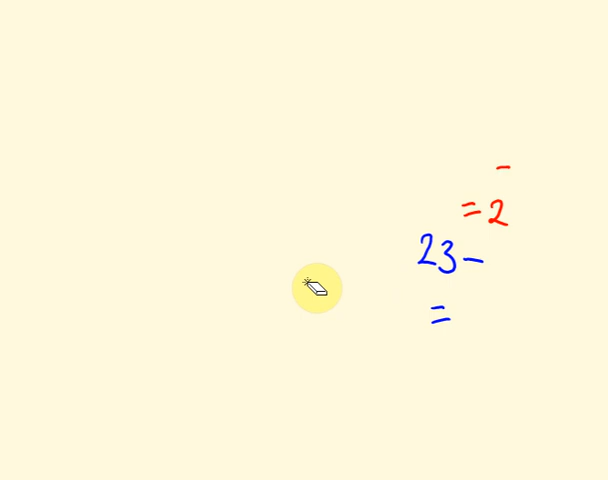 -
= 2
23 -
=